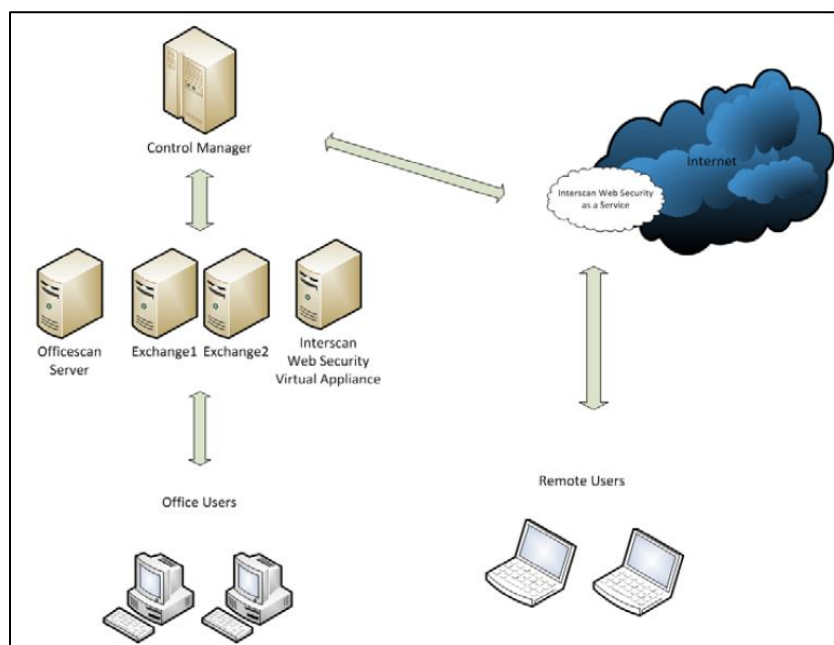 Control Manager
Internet
Interscan Web Security
as a Service
Officescan
Server
Exchange1
Exchange2
Interscan
Web Security
Virtual Appliance
Office Users
Remote Users